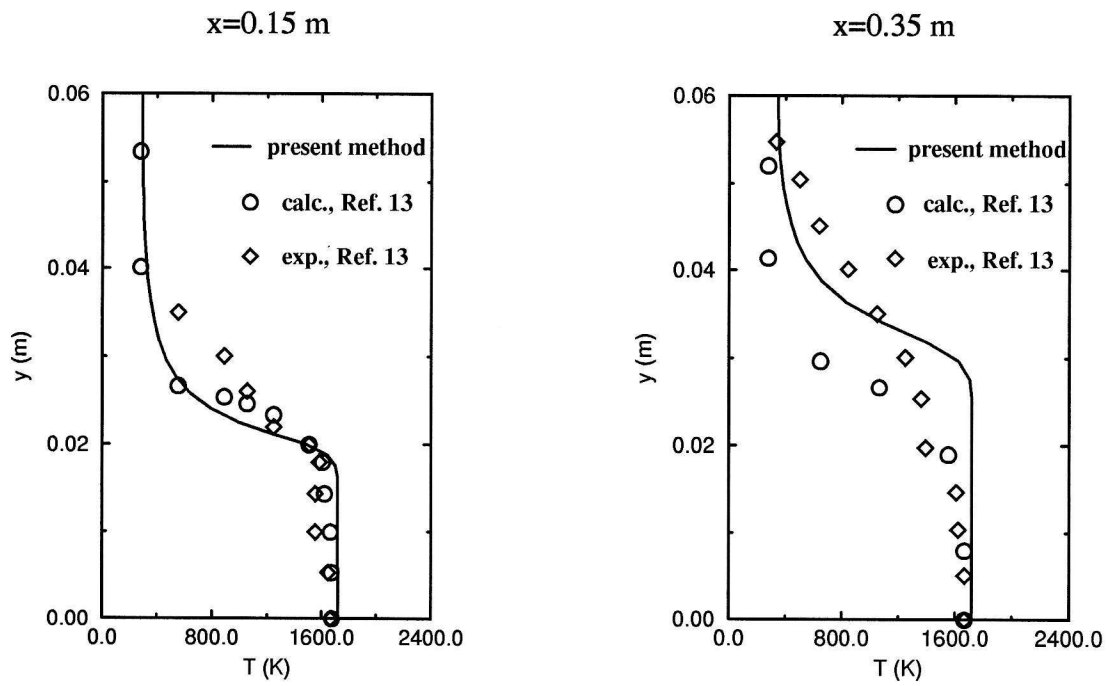 x=0.15 m
0.06
present method
calc., Ref. 13
exp., Ref. 13
0.04
y (m)
0.02
0.00
0.0
800.0
1600.0
2400.0
T (K)
x=0.35 m
0.06
present method
calc., Ref. 13
exp., Ref. 13
0.04
y (m)
0.02
0.00
0.0
800.0
1600.0
2400.0
T (K)